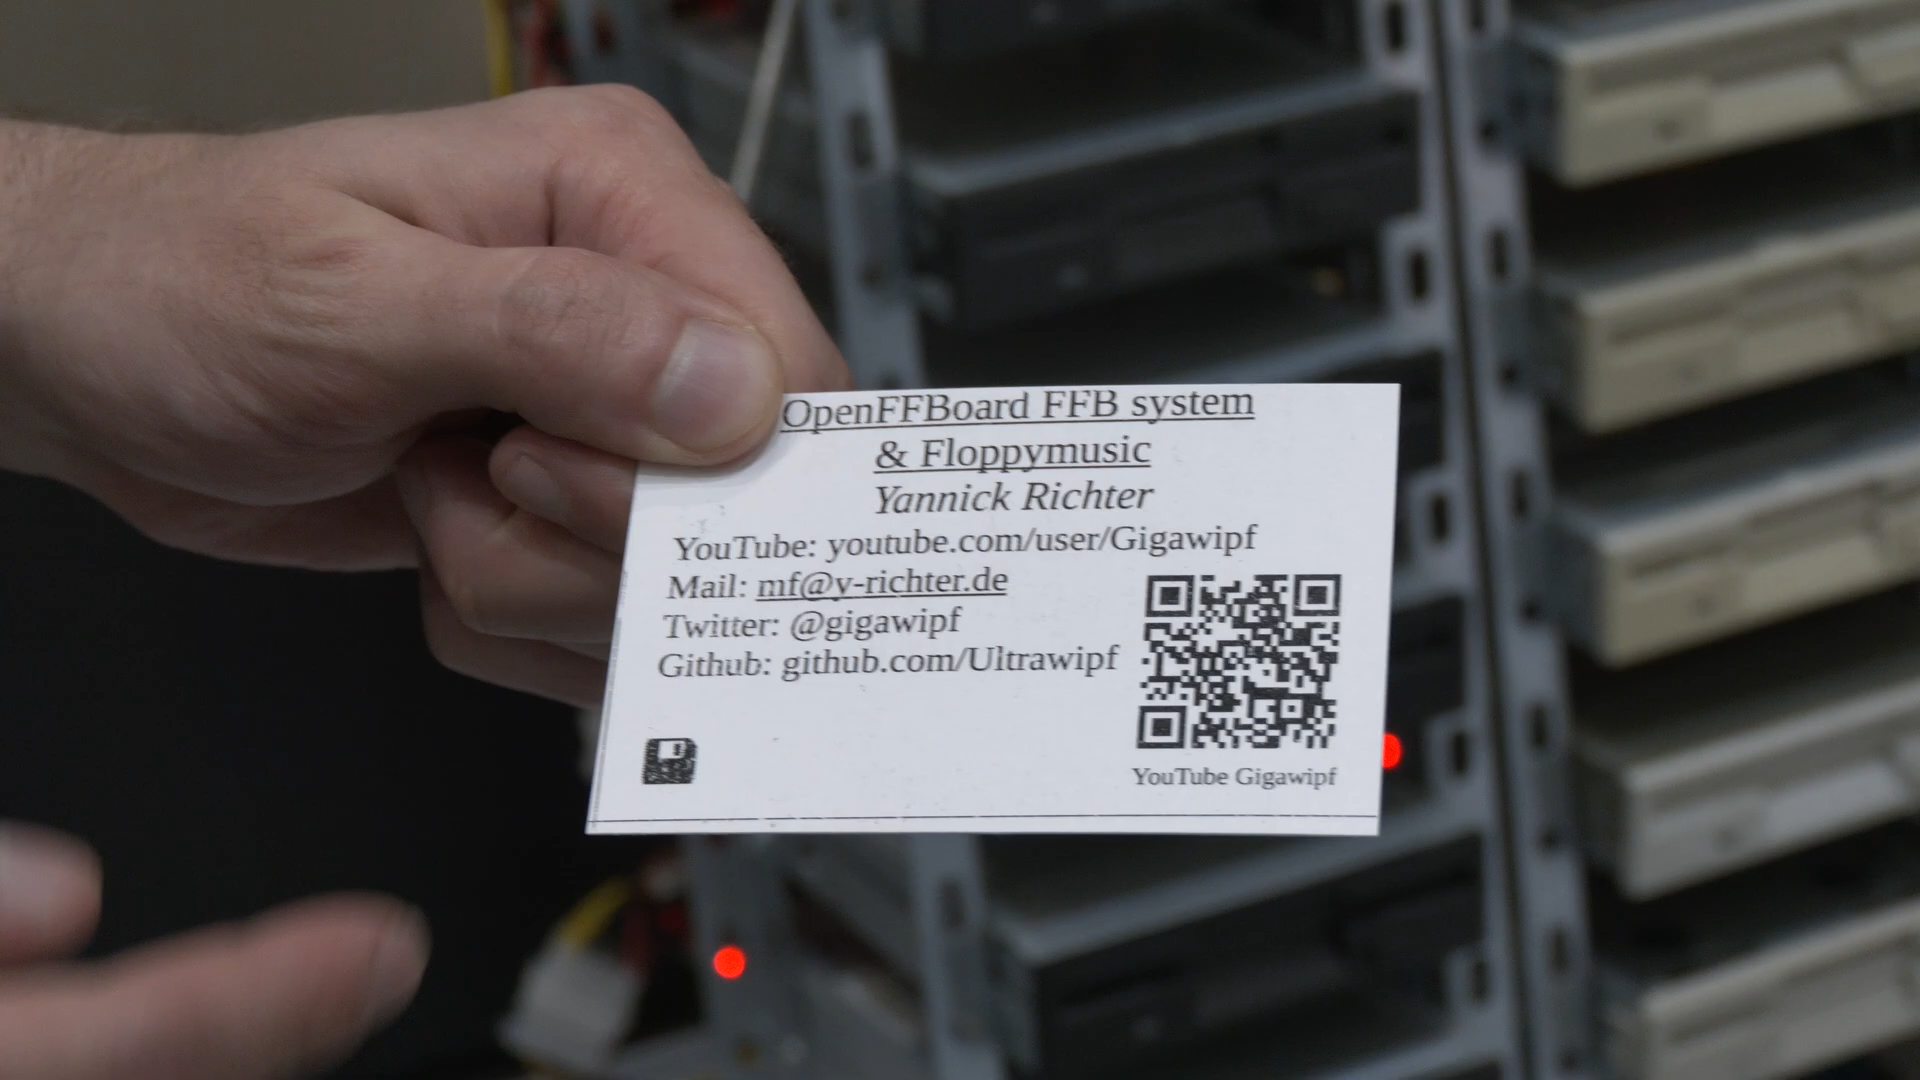 OpenFFBoard FFB system
& Floppymusic
Yannick Richter
YouTube: youtube.com/user/Gigawipf
Mail: mf@y-richter.de
Twitter: @gigawipf
Github: github.com/Ultrawipf
YouTube Gigawipf